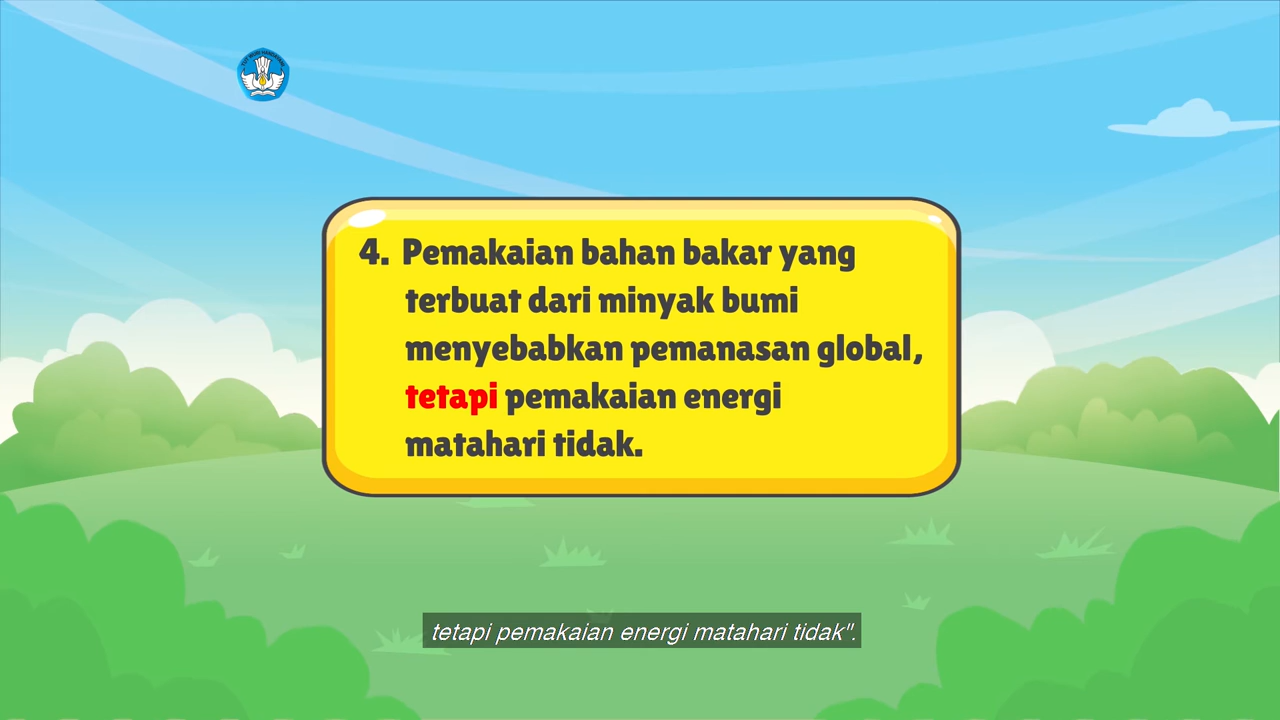 4. Pemakaian bahan bakar yang
terbuat dari minyak bumi
menyebabkan pemanasan global,
tetapi pemakaian energi
matahari tidak.
tetapi pemakaian energi matahari tidak".